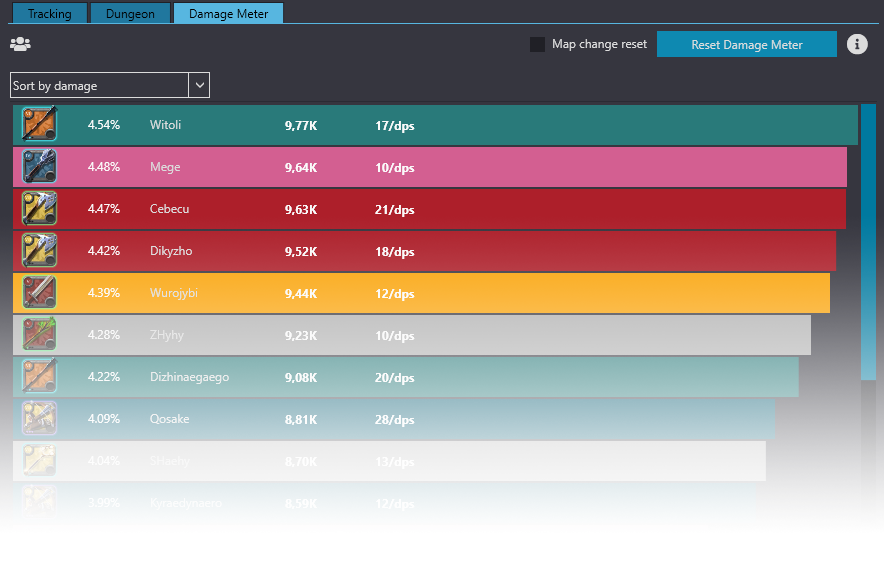 Tracking Dungeon Damage Meter
Map change reset Reset Damage Meter
Sort by damage
4.54% Witoli 9,77K 17/dps
4.48% Mege 9,64K 10/dps
4.47% Cebecu 9,63K 21/dps
4.42% Dikyzho 9,52K 18/dps
4.39% Wurojybi 9,44K 12/dps
4.28% ZHyhy 9,23K 10/dps
4.22% Dizhinaegaego 9,08K 20/dps
4.09% Qosake 8,81K 28/dps
4.04% 8,70K 13/dps
3.99% 8,59K 12/dps